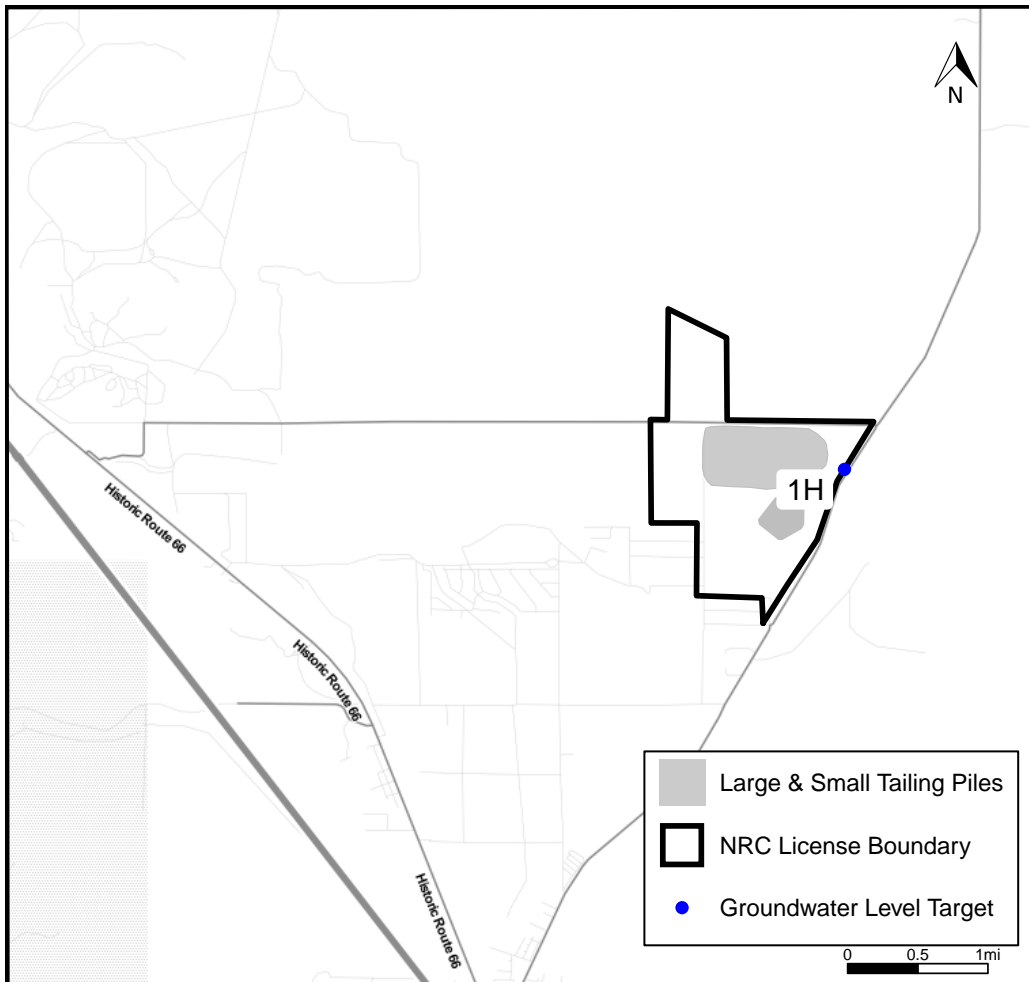 N
1H
Historic Route 66
Historic Route 66
Historic Route 66
Large & Small Tailing Piles
NRC License Boundary
Groundwater Level Target
0 0.5 1mi